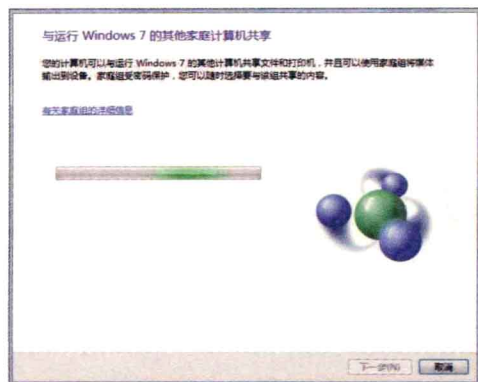 与运行 Windows 7 的其他家庭计算机共享
您的计算机可以与运行 Windows 7 的其他计算机共享文件和打印机，并且可以使用家庭组将媒体
输出到设备。家庭组受密码保护，您可以随时选择要与该组共享的内容。
有关家庭组的详细信息
下一步(N)
取消